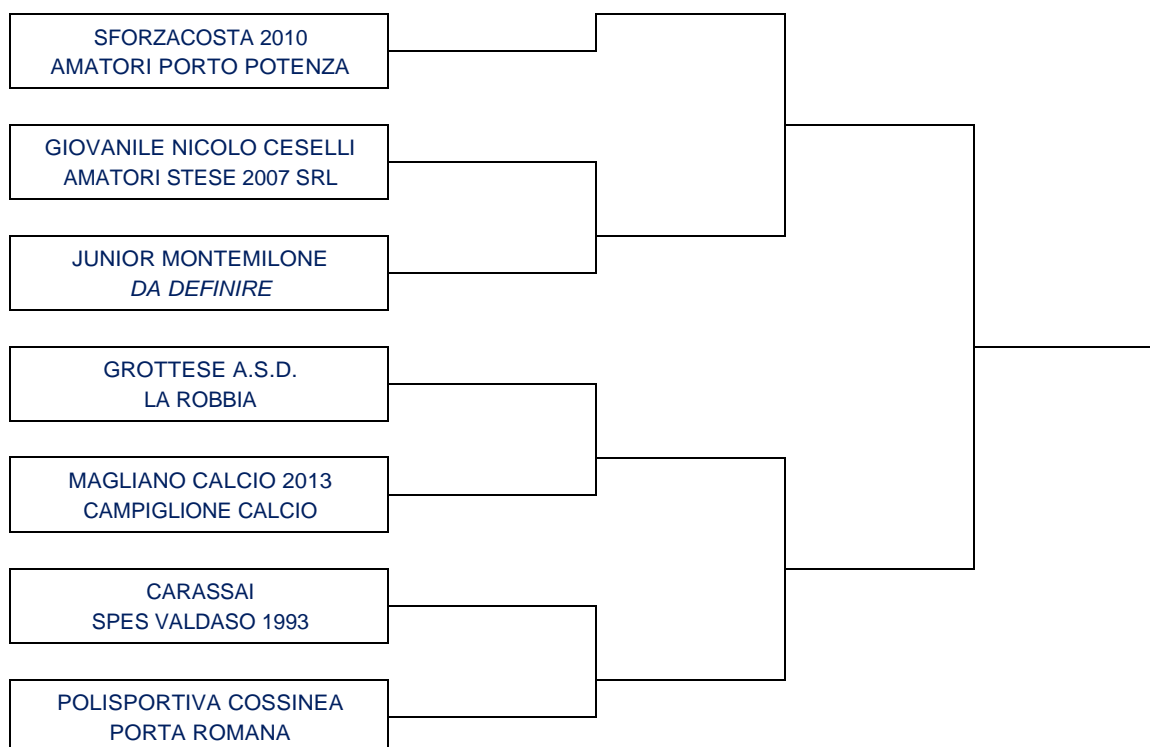 SFORZACOSTA 2010
AMATORI PORTO POTENZA
GIOVANILE NICOLO CESELLI
AMATORI STESE 2007 SRL
JUNIOR MONTEMILONE
DA DEFINIRE
GROTTESE A.S.D.
LA ROBBIA
MAGLIANO CALCIO 2013
CAMPIGLIONE CALCIO
CARASSAI
SPES VALDASO 1993
POLISPORTIVA COSSINEA
PORTA ROMANA